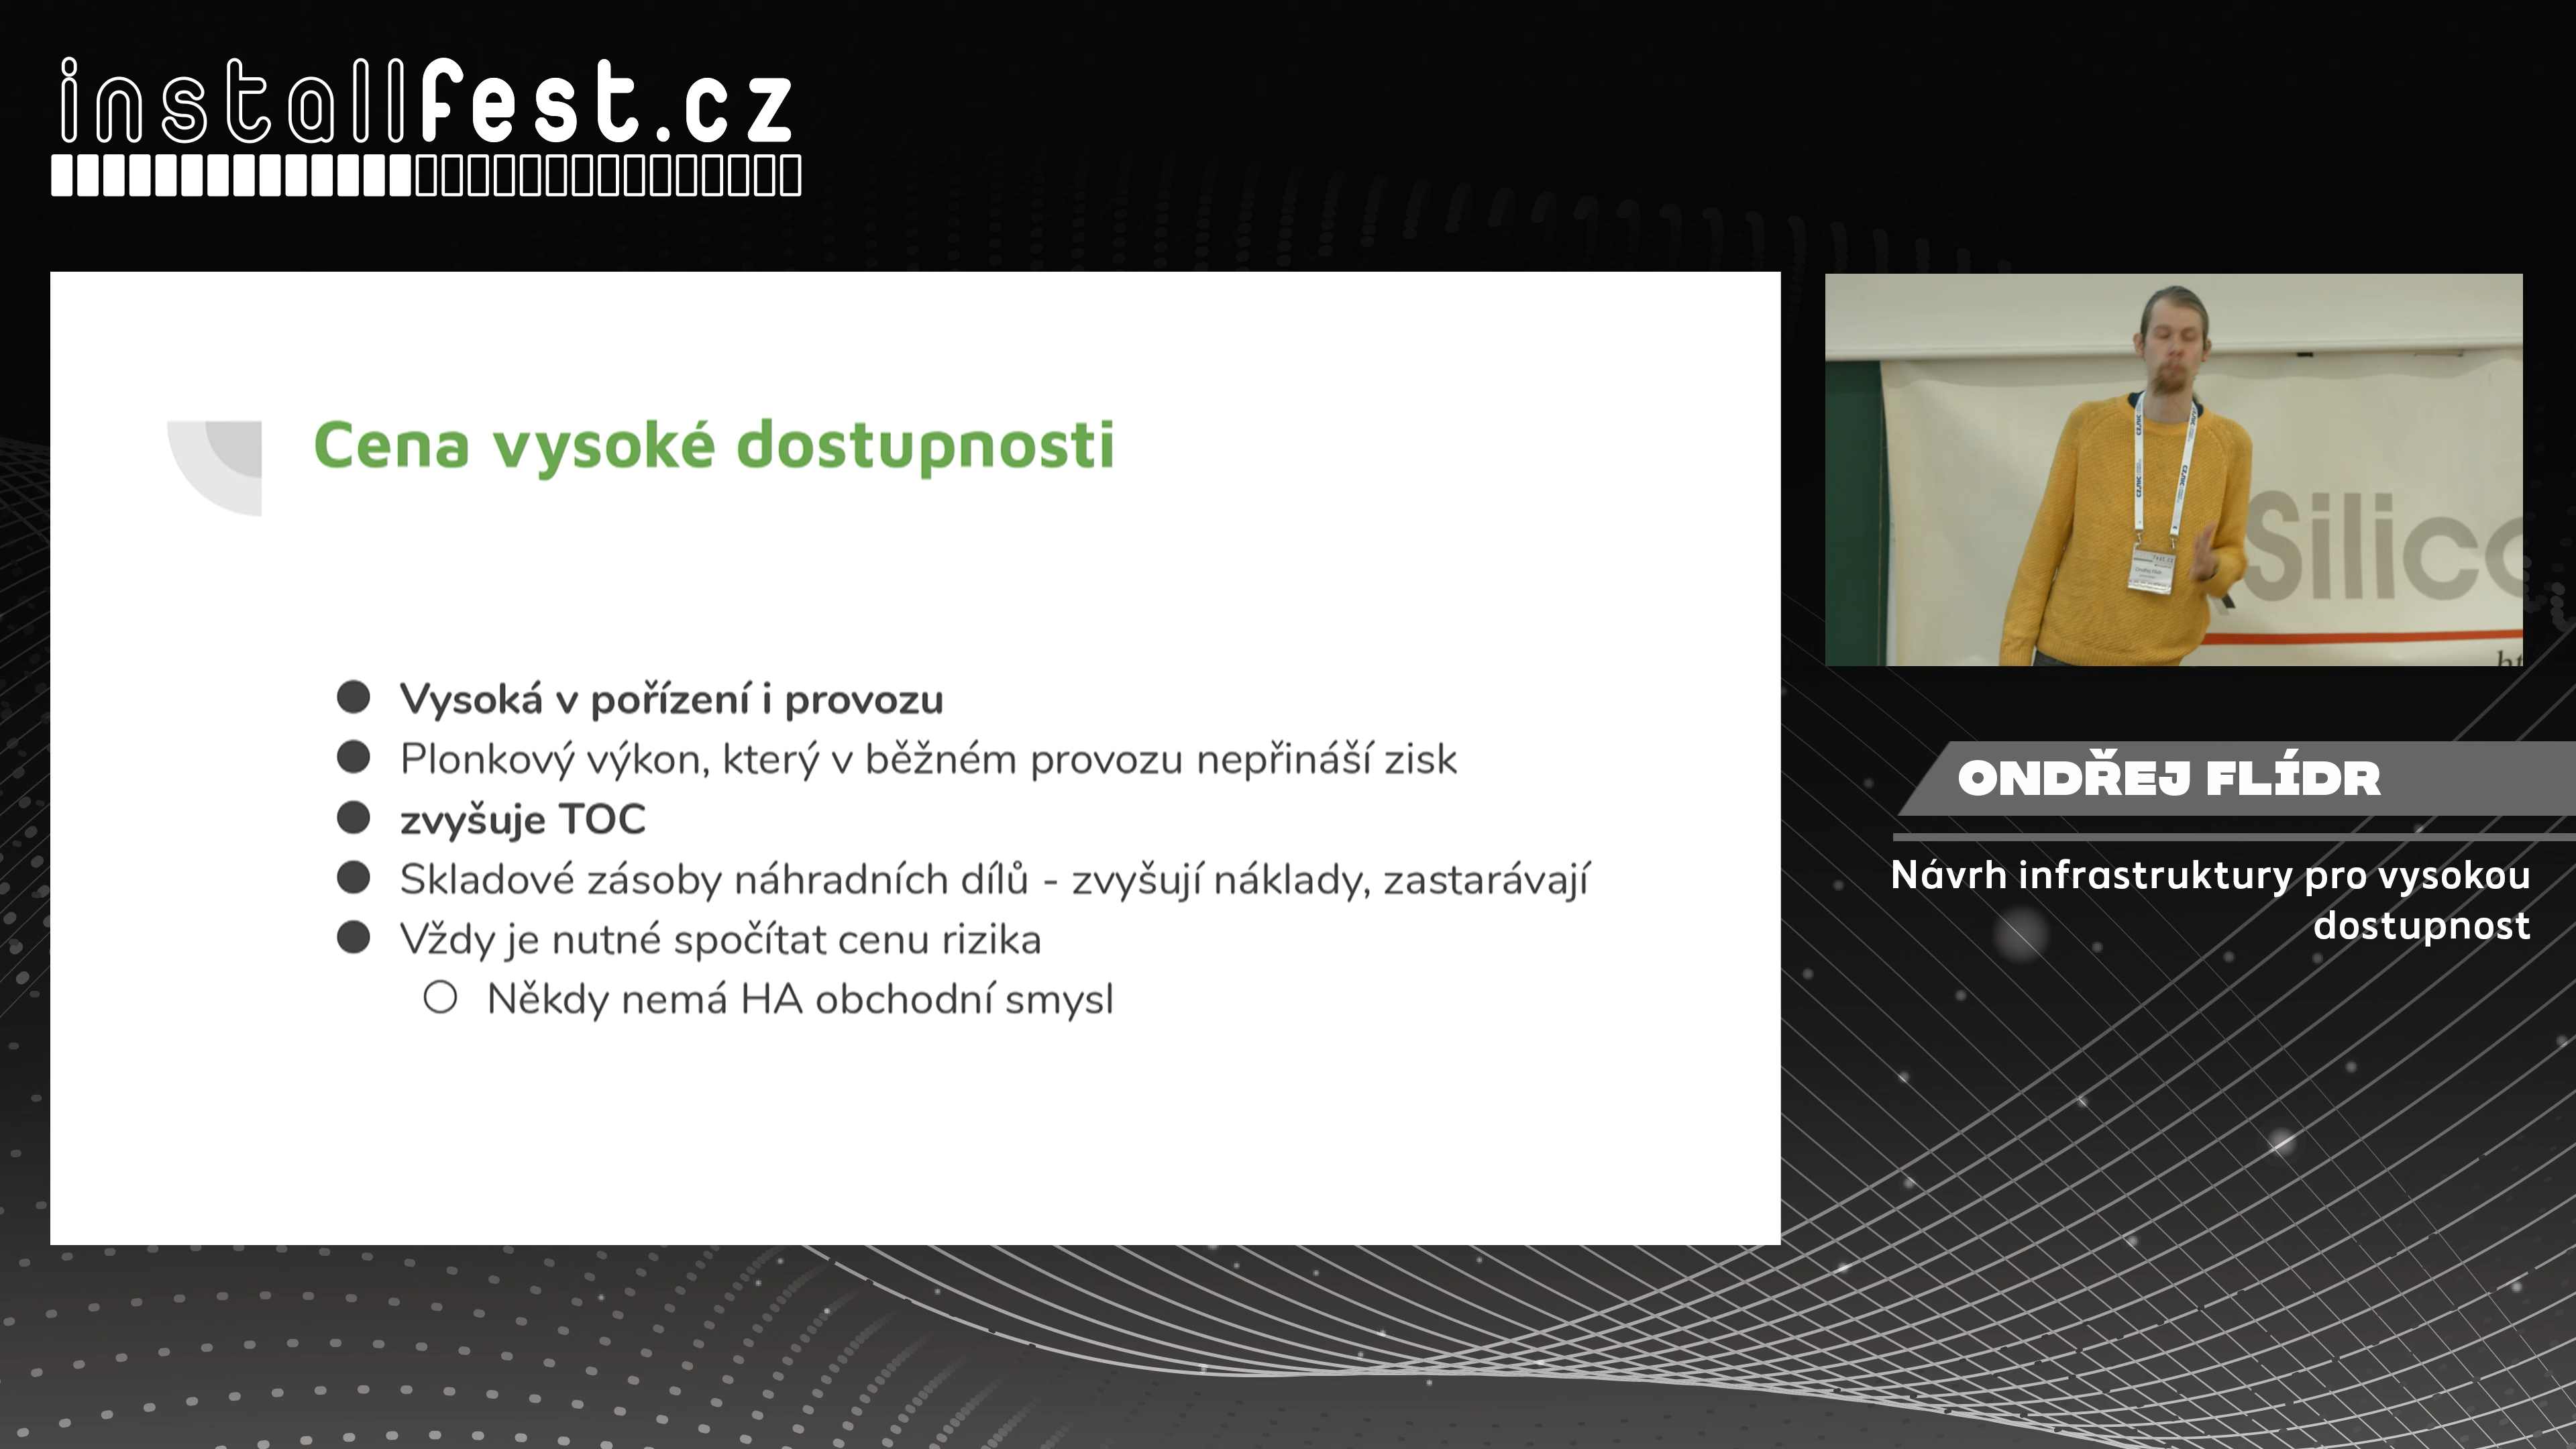 installfest.cz
Cena vysoké dostupnosti
Vysoká v pořízení i provozu
Plonkový výkon, který v běžném provozu nepřináší zisk
zvyšuje TOC
Skladové zásoby náhradních dílů - zvyšují náklady, zastarávají
Vždy je nutné spočítat cenu rizika
Někdy nemá HA obchodní smysl
Silico
ONDŘEJ FLÍDR
Návrh infrastruktury pro vysokou
dostupnost